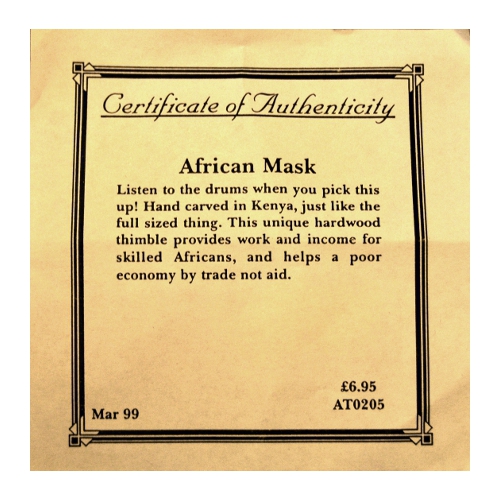 Certificate of Authenticity
African Mask
Listen to the drums when you pick this
up! Hand carved in Kenya, just like the
full sized thing. This unique hardwood
thimble provides work and income for
skilled Africans, and helps a poor
economy by trade not aid.
£6.95
Mar 99
AT0205